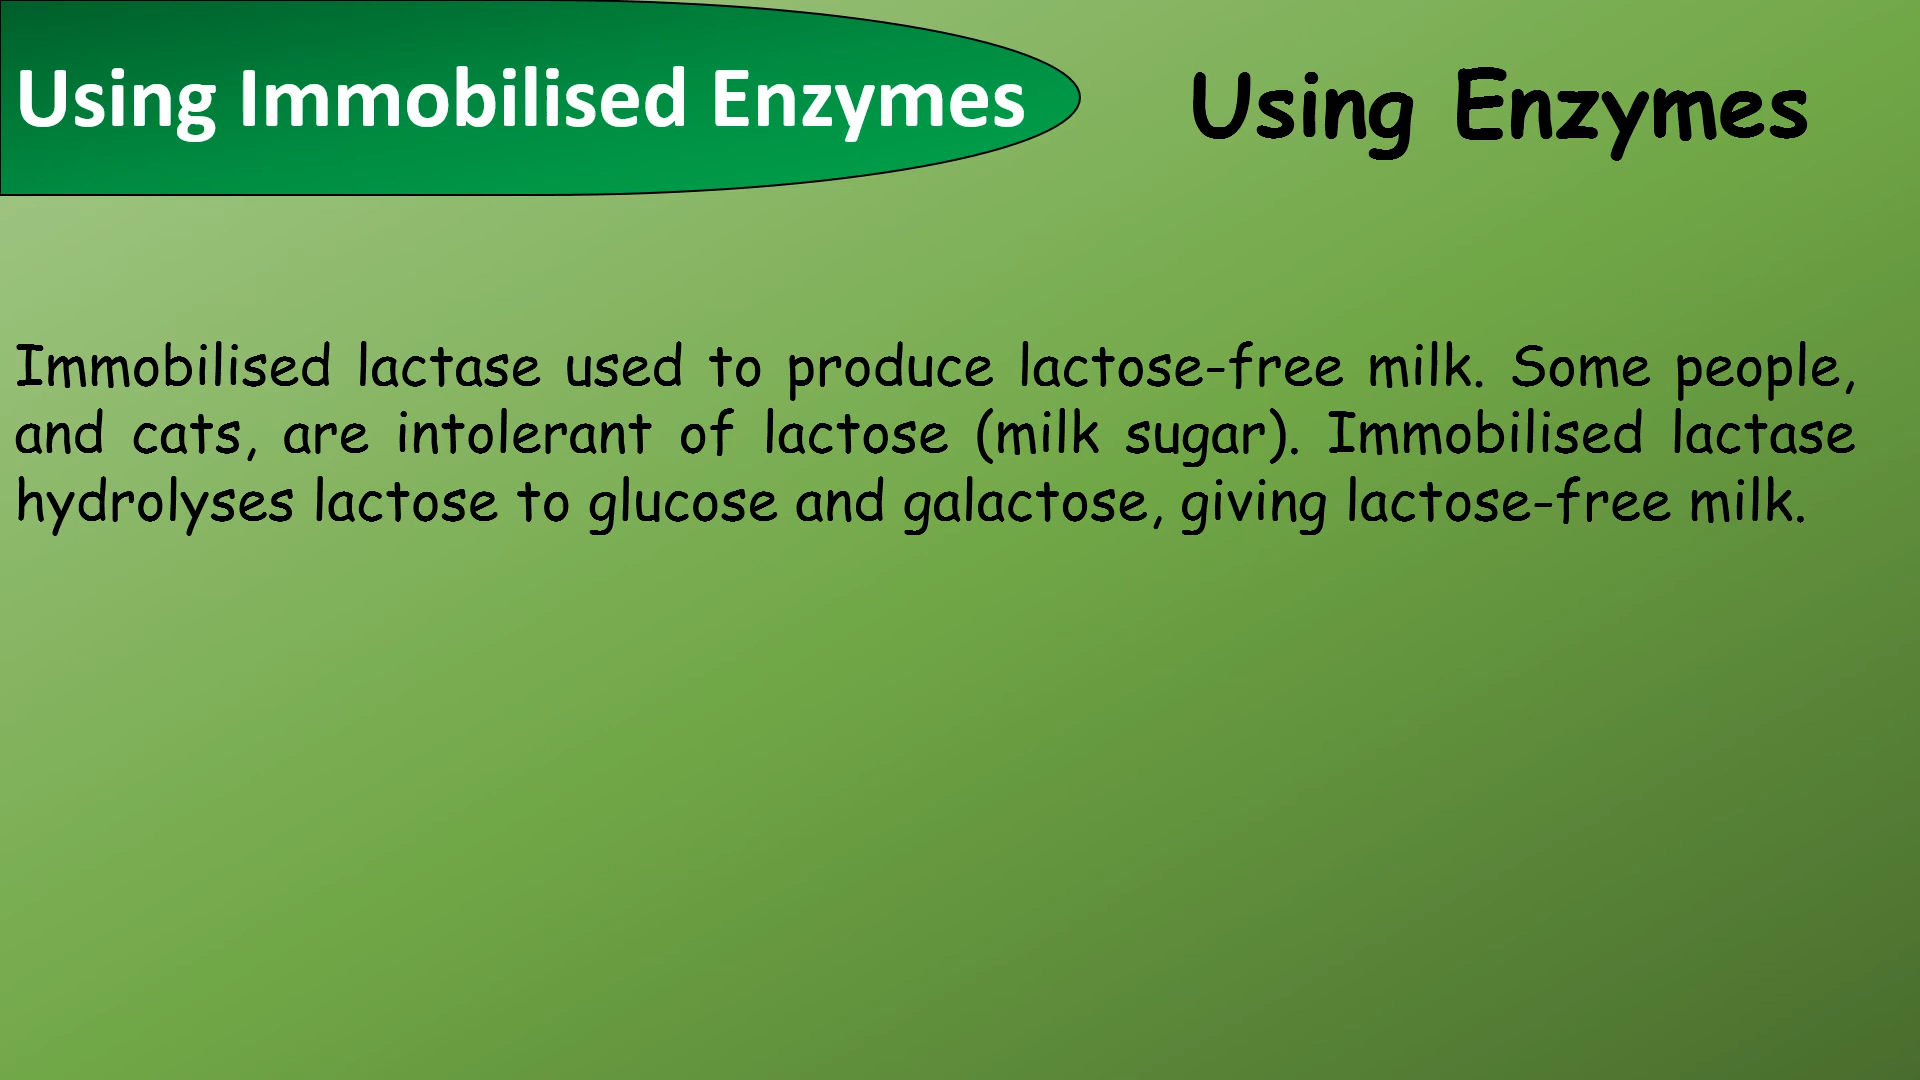 Using Immobilised Enzymes
Using Enzymes
Immobilised lactase used to produce lactose-free milk. Some people,
and cats, are intolerant of lactose (milk sugar). Immobilised lactase
hydrolyses lactose to glucose and galactose, giving lactose-free milk.